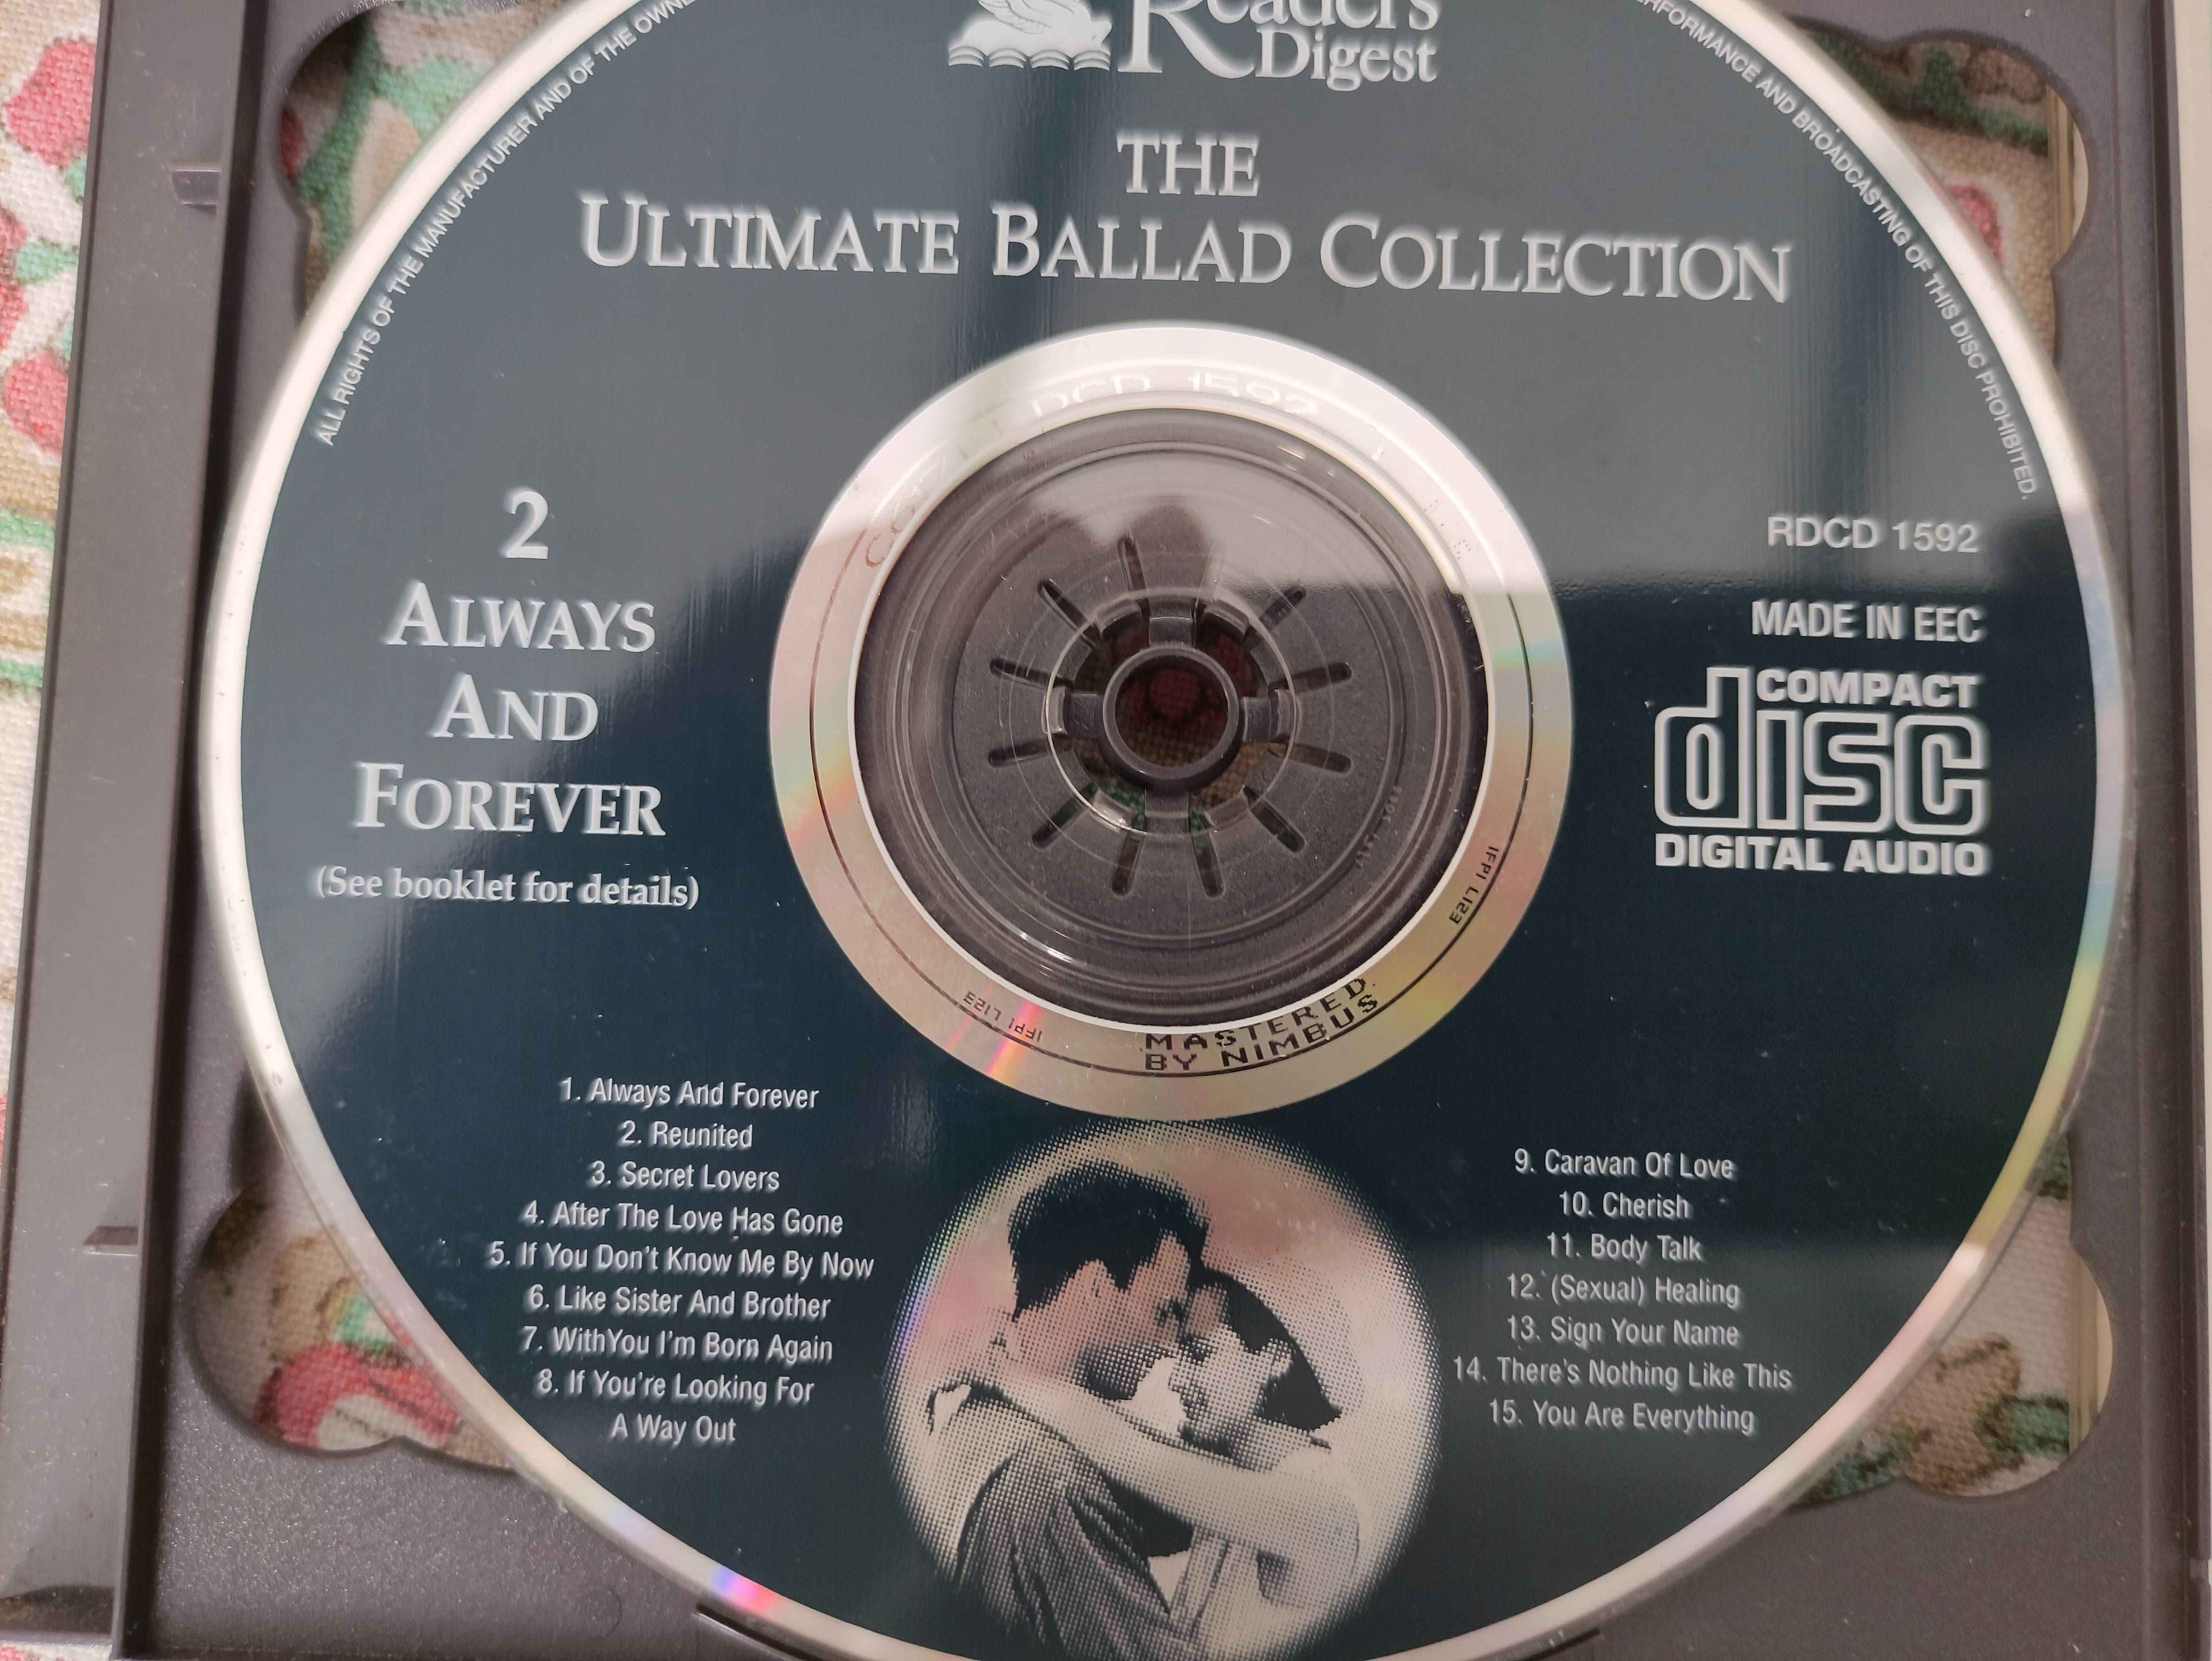 Reader's
Digest
THE
ULTIMATE BALLAD COLLECTION
ALL RIGHTS OF THE MANUFACTURER AND OF THE OWNE
RFORMANCE AND BROADCASTING OF THIS DISC PROHIBITED.
DCD 1592
2
ALWAYS
AND
FOREVER
(See booklet for details)
RDCD 1592
MADE IN EEC
COMPACT
disc
DIGITAL AUDIO
IFPI L123
IFPI L123
MASTERED
BY NIMBUS
1. Always And Forever
2. Reunited
3. Secret Lovers
4. After The Love Has Gone
5. If You Don't Know Me By Now
6. Like Sister And Brother
7. WithYou I'm Born Again
8. If You're Looking For
A Way Out
9. Caravan Of Love
10. Cherish
11. Body Talk
12. (Sexual) Healing
13. Sign Your Name
14. There's Nothing Like This
15. You Are Everything